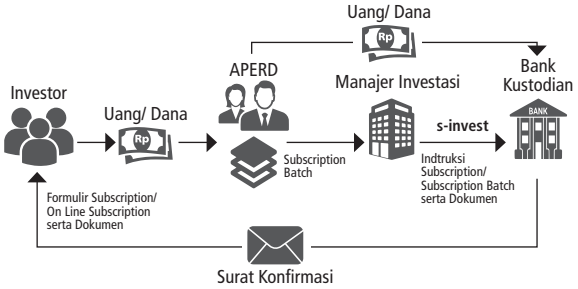 Uang/ Dana
Rp
APERD
Manajer Investasi
Bank
Kustodian
Investor
Uang/ Dana
Rp
BANK
s-invest
Subscription
Batch
Indtruksi
Subscription/
Subscription Batch
serta Dokumen
Formulir Subscription/
On Line Subscription
serta Dokumen
Surat Konfirmasi